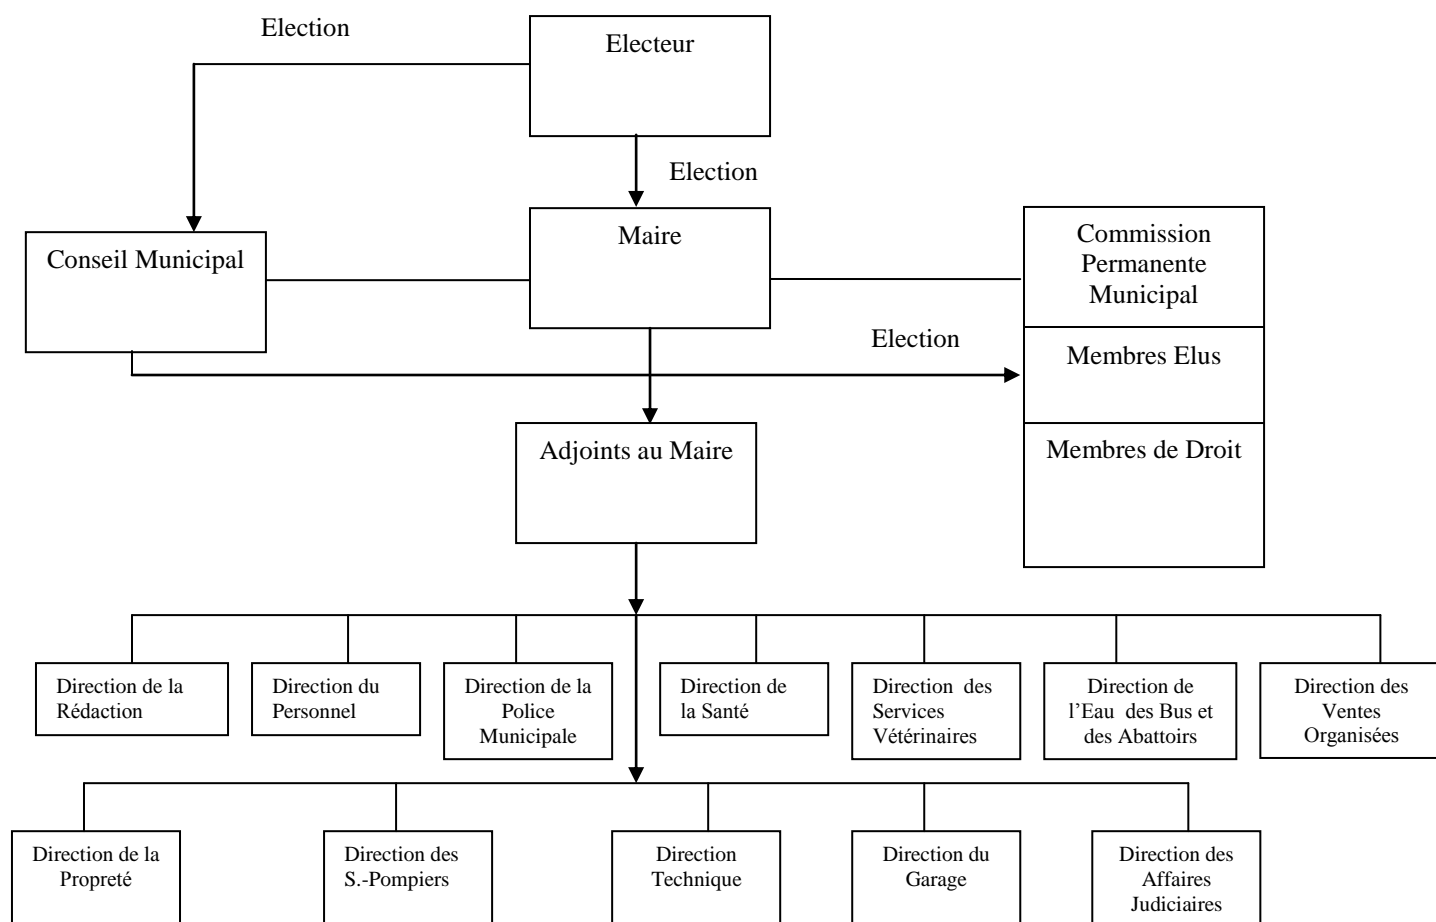 Election
Electeur
Election
Conseil Municipal
Maire
Commission
Permanente
Municipal
Election
Membres Elus
Adjoints au Maire
Membres de Droit
Direction de la
Rédaction
Direction du
Personnel
Direction de la
Police
Municipale
Direction de
la Santé
Direction des
Services
Vétérinaires
Direction de
l'Eau des Bus et
des Abattoirs
Direction des
Ventes
Organisées
Direction de la
Propreté
Direction des
S.-Pompiers
Direction
Technique
Direction du
Garage
Direction des
Affaires
Judiciaires